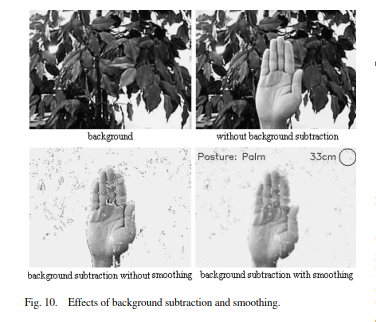 background
without background subtraction
Posture: Palm 33cm
background subtraction without smoothing
background subtraction with smoothing
Fig. 10. Effects of background subtraction and smoothing.